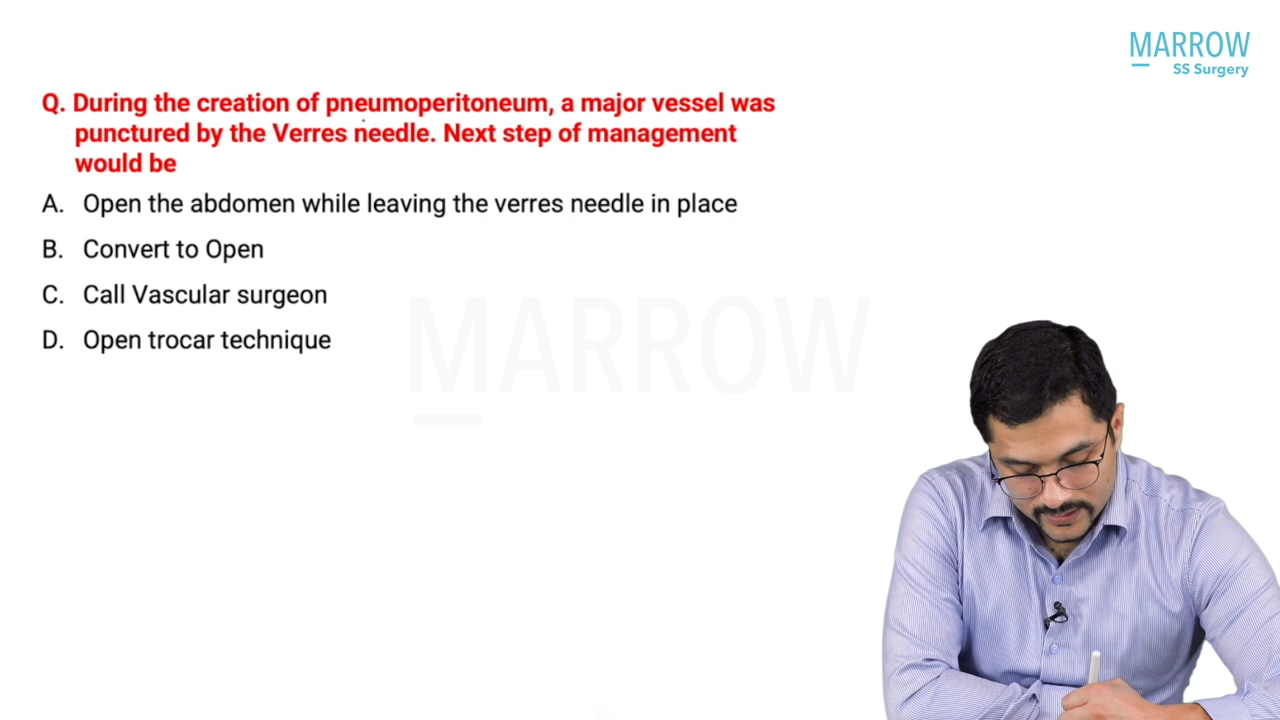 MARROW
SS Surgery
Q. During the creation of pneumoperitoneum, a major vessel was
punctured by the Verres needle. Next step of management
would be
A. Open the abdomen while leaving the verres needle in place
B. Convert to Open
C. Call Vascular surgeon
D. Open trocar technique
MARROW